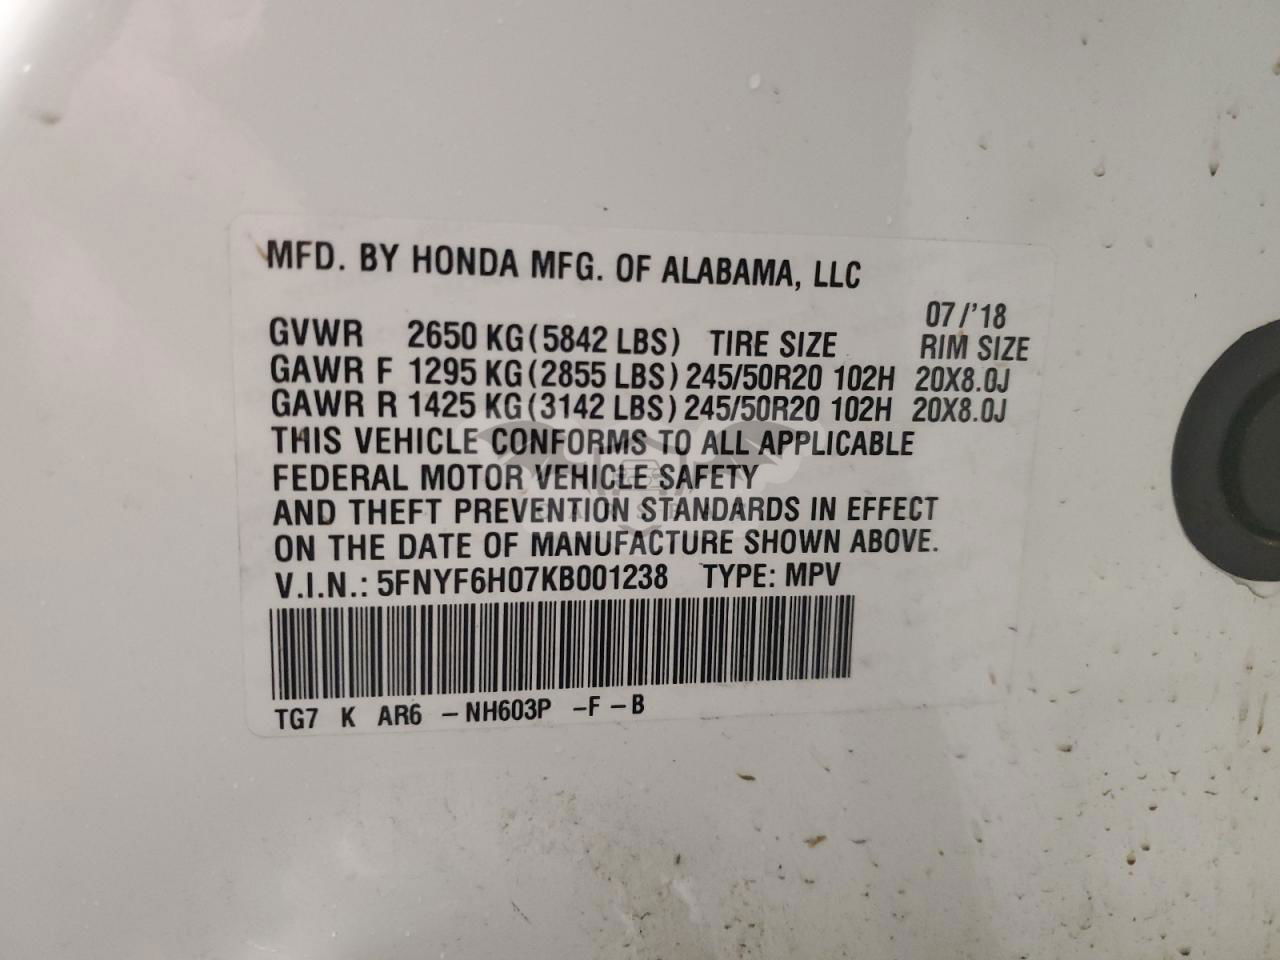 MFD. BY HONDA MFG. OF ALABAMA, LLC
07/'18
GVWR 2650 KG(5842 LBS) TIRE SIZE RIM SIZE
GAWR F 1295 KG(2855 LBS) 245/50R20 102H 20X8.0J
GAWR R 1425 KG(3142 LBS) 245/50R20 102H 20X8.0J
THIS VEHICLE CONFORMS TO ALL APPLICABLE
FEDERAL MOTOR VEHICLE SAFETY
AND THEFT PREVENTION STANDARDS IN EFFECT
ON THE DATE OF MANUFACTURE SHOWN ABOVE.
V.I.N.: 5FNYF6H07KB001238 TYPE: MPV
TG7 K AR6 -NH603P -F-B